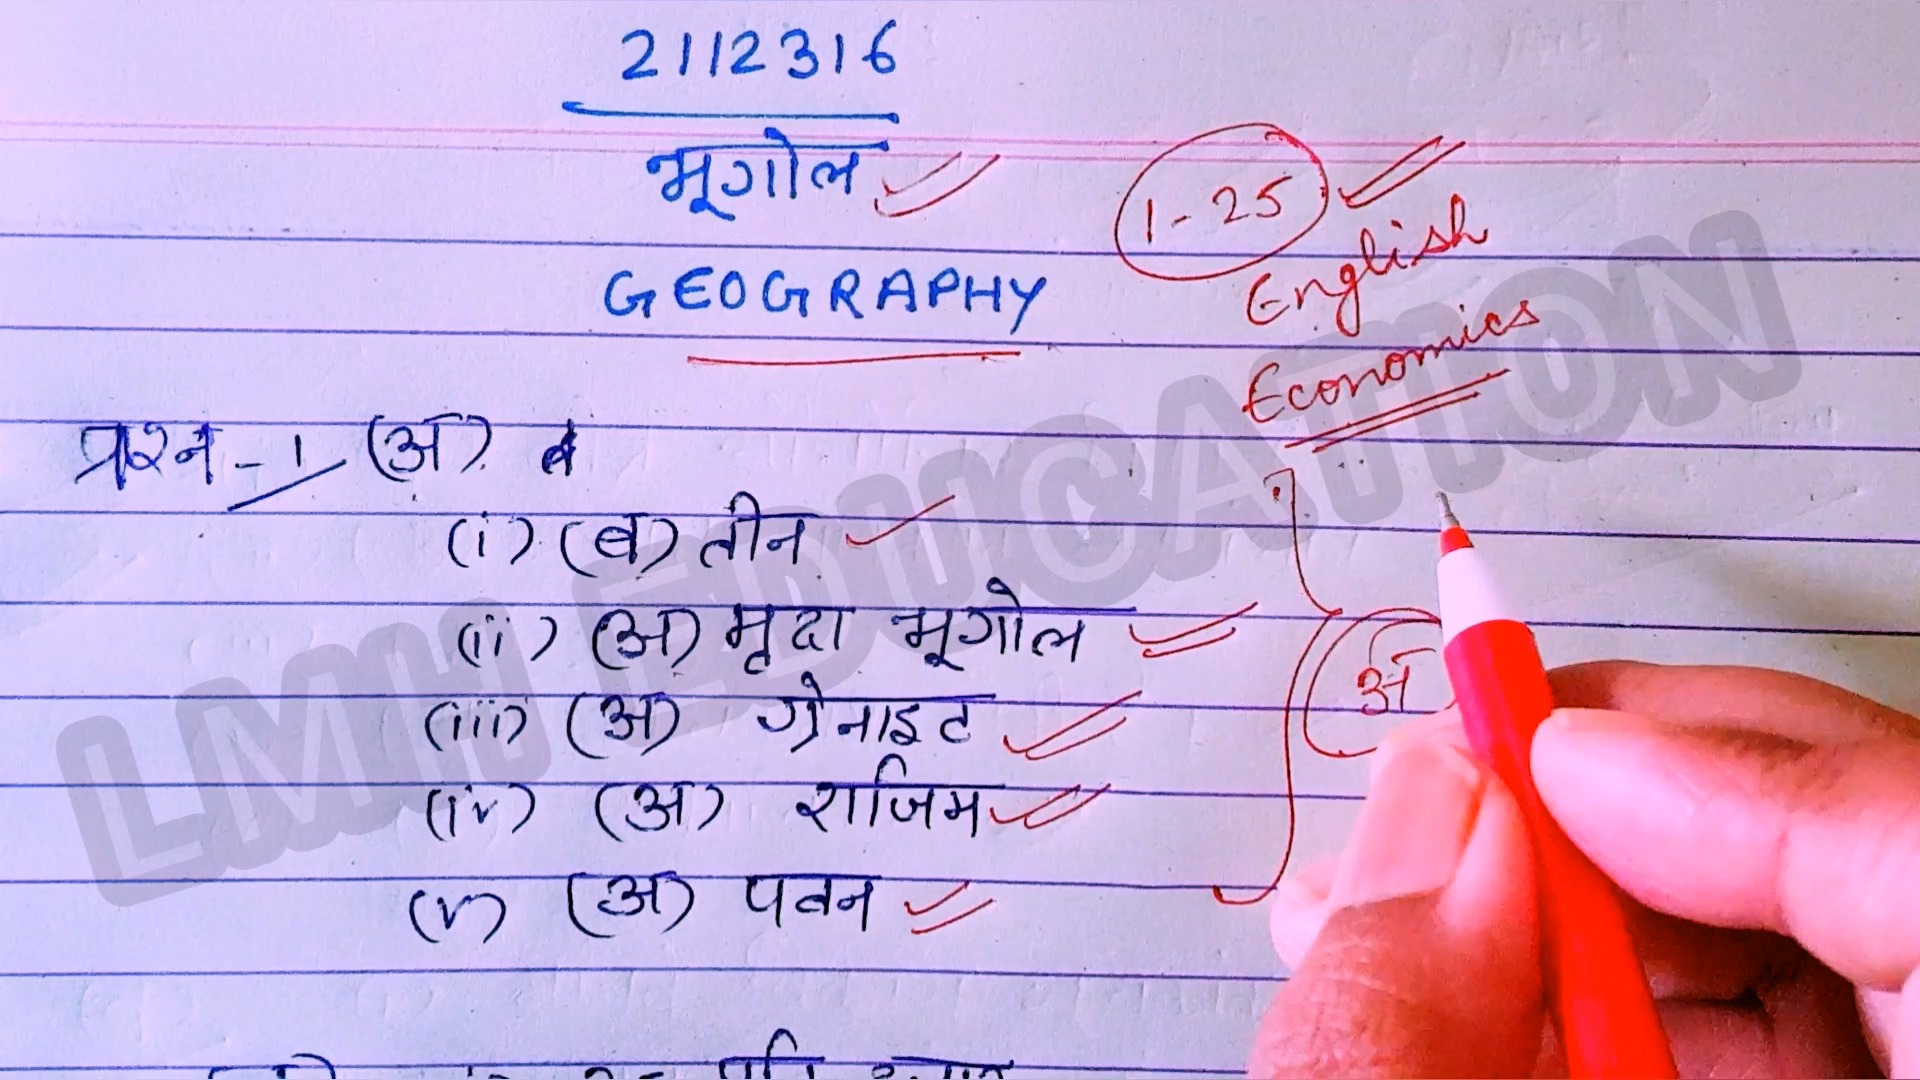 2112316
भूगोल
GEOGRAPHY
1-25
English
Economics
प्रश्न-1 (अ)
(i) (ब) तीन
(ii) (अ) मृदा भूगोल
(iii) (अ) ग्रेनाइट
(iv) (अ) राजिम
(v) (अ) पवन
अ
LMH EDUCATION